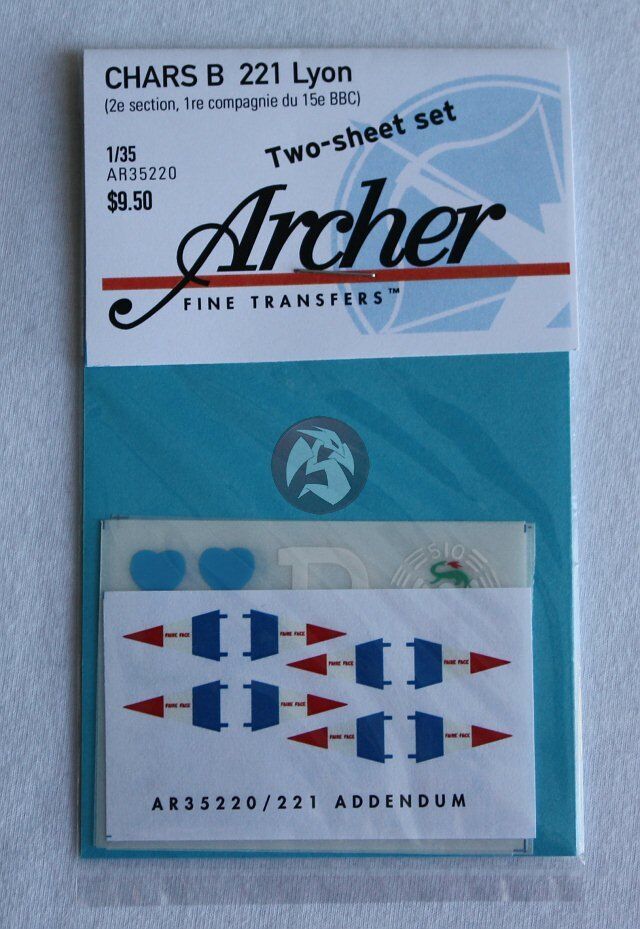 CHARS B 221 Lyon
(2e section, 1re compagnie du 15e BBC)
1/35
AR35220
$9.50
Two-sheet set
Archer
FINE TRANSFERS™
510
B
FAIRE FACE
FAIRE FACE
FAIRE FACE
FAIRE FACE
FAIRE FACE
FAIRE FACE
FAIRE FACE
FAIRE FACE
AR35220/221 ADDENDUM